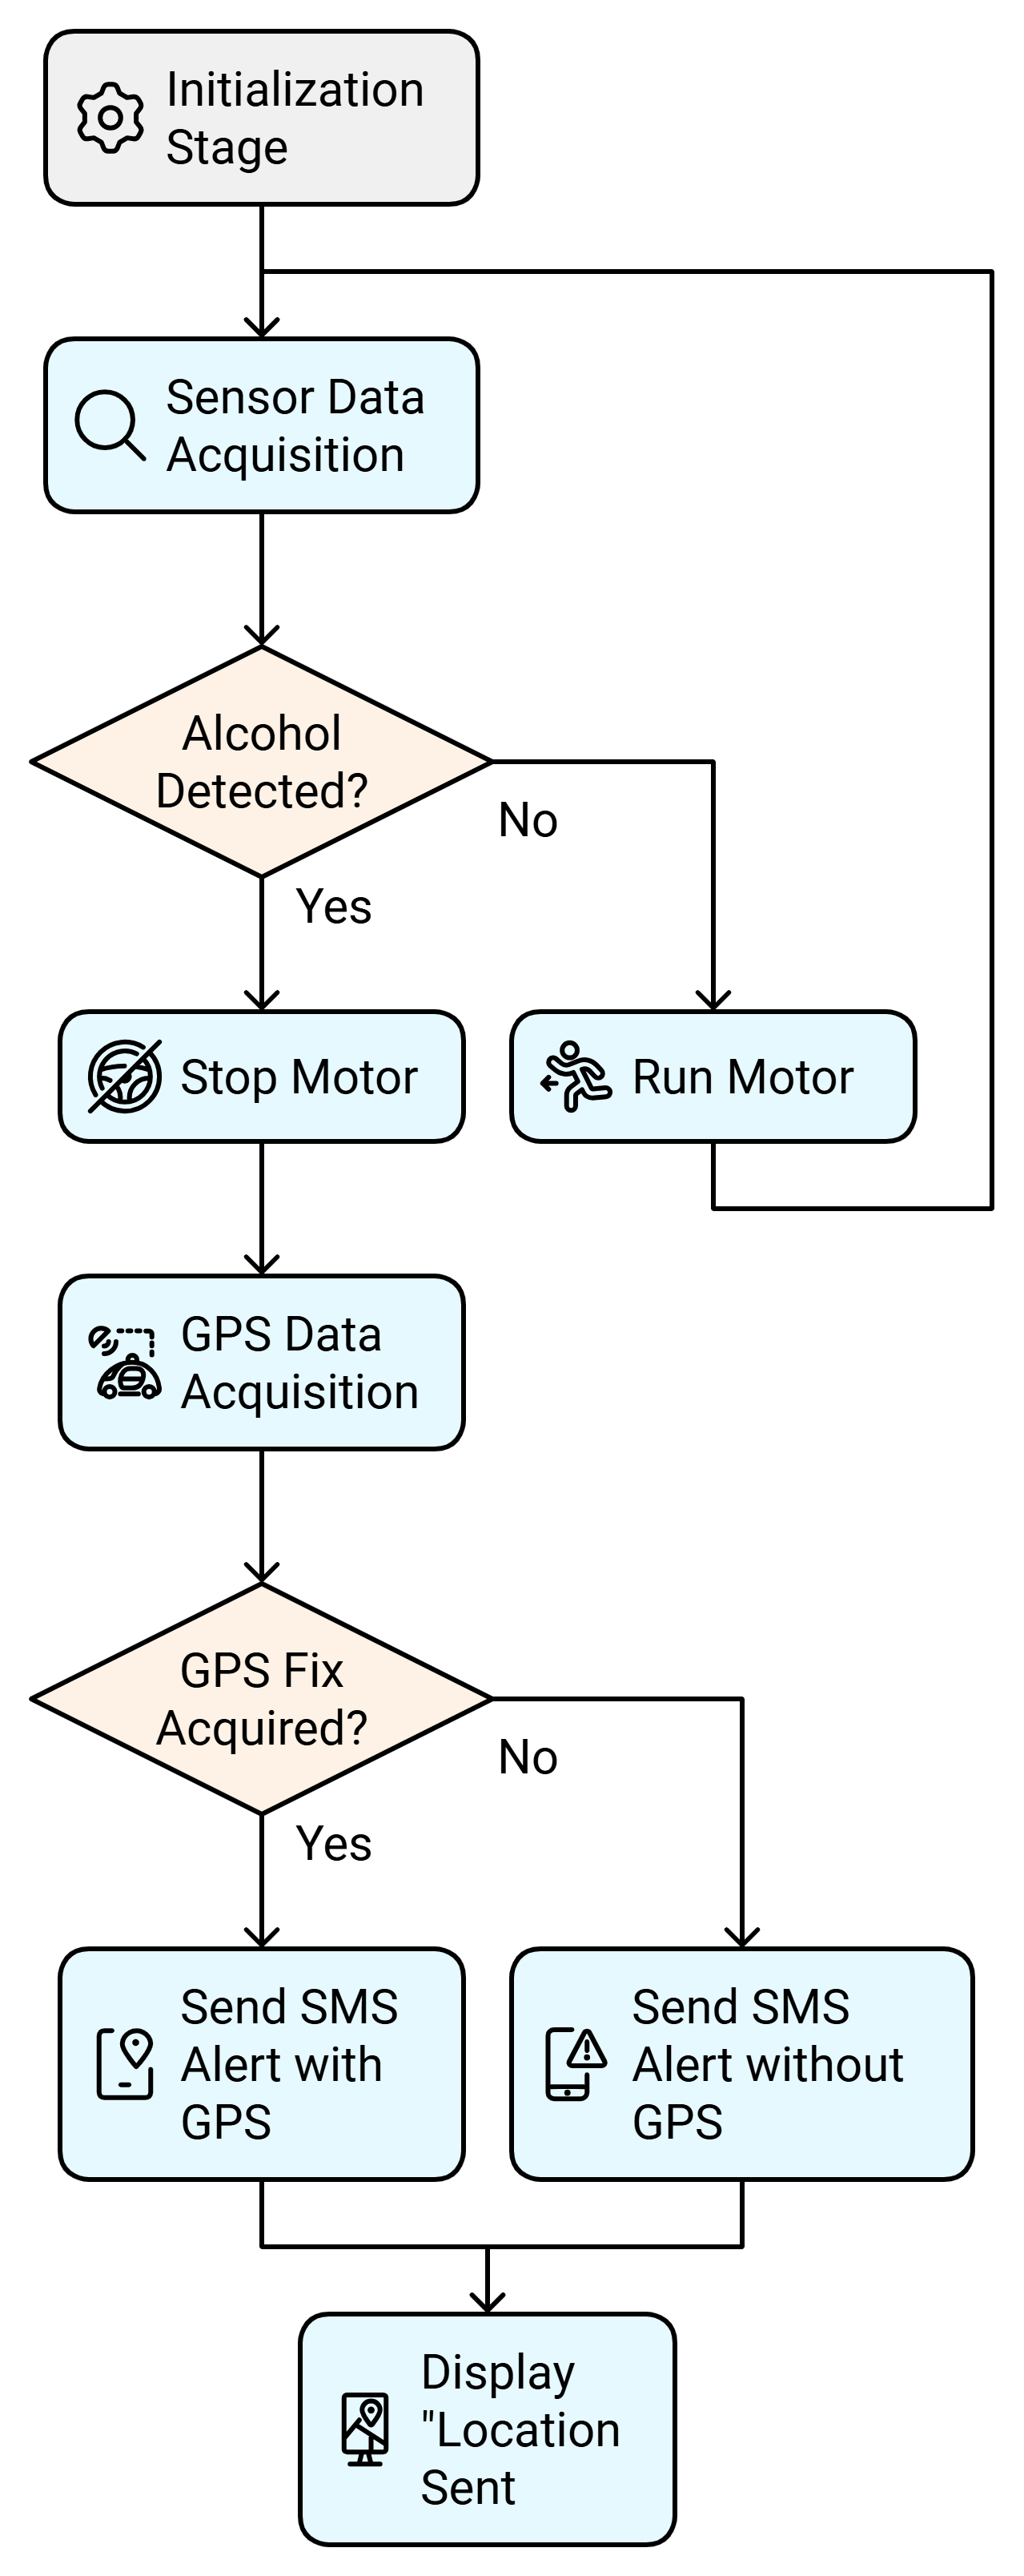 Initialization
Stage
Sensor Data
Acquisition
Alcohol
Detected?
No
Yes
Stop Motor
Run Motor
GPS Data
Acquisition
GPS Fix
Acquired?
No
Yes
Send SMS
Alert with
GPS
Send SMS
Alert without
GPS
Display
"Location
Sent